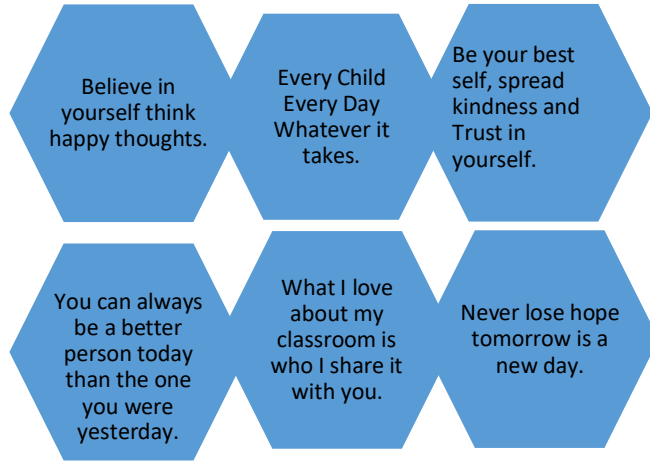 Believe in
yourself think
happy thoughts.
Every Child
Every Day
Whatever it
takes.
Be your best
self, spread
kindness and
Trust in
yourself.
You can always
be a better
person today
than the one
you were
yesterday.
What I love
about my
classroom is
who I share it
with you.
Never lose hope
tomorrow is a
new day.